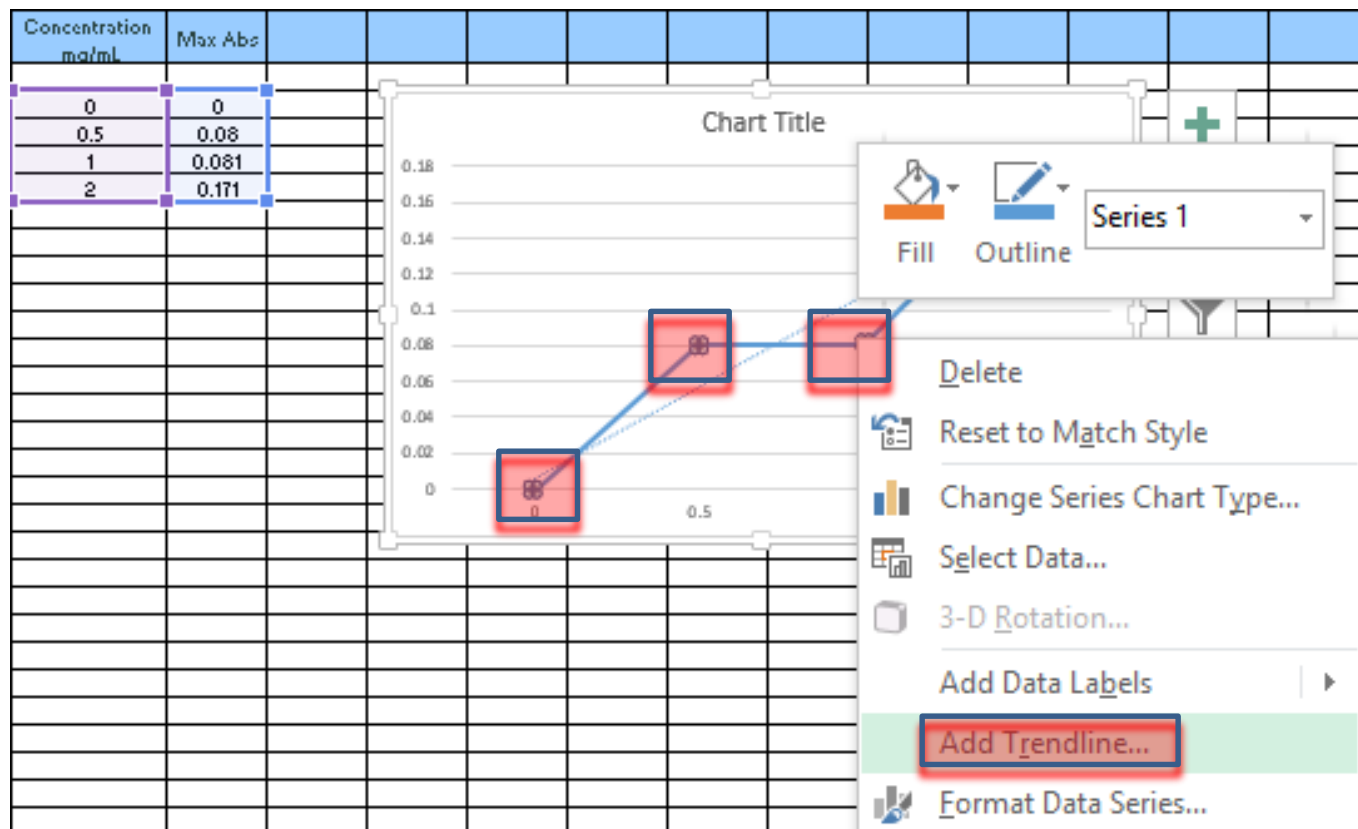 Concentration
mg/mL
Max Abs
0 0
0.5 0.08
1 0.081
2 0.171
Chart Title
0.18
0.16
0.14
0.12
0.1
0.08
0.06
0.04
0.02
0
0 0.5
Fill Outline
Series 1
Delete
Reset to Match Style
Change Series Chart Type...
Select Data...
3-D Rotation...
Add Data Labels
Add Trendline...
Format Data Series...